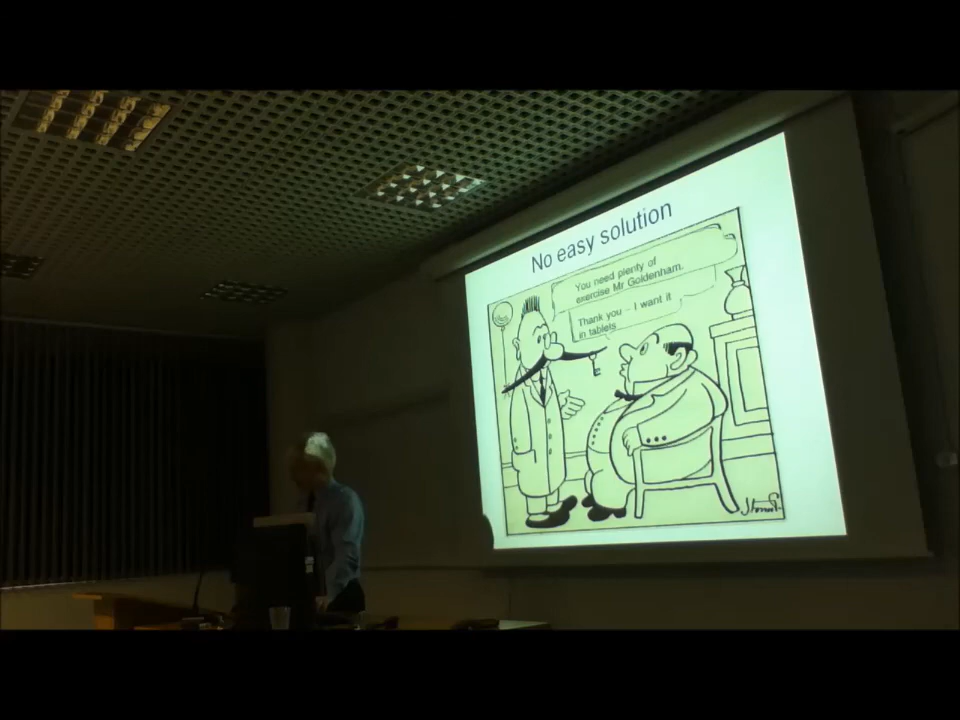 No easy solution
You need plenty of
exercise Mr Goldenham.
Thank you - I want it
in tablets